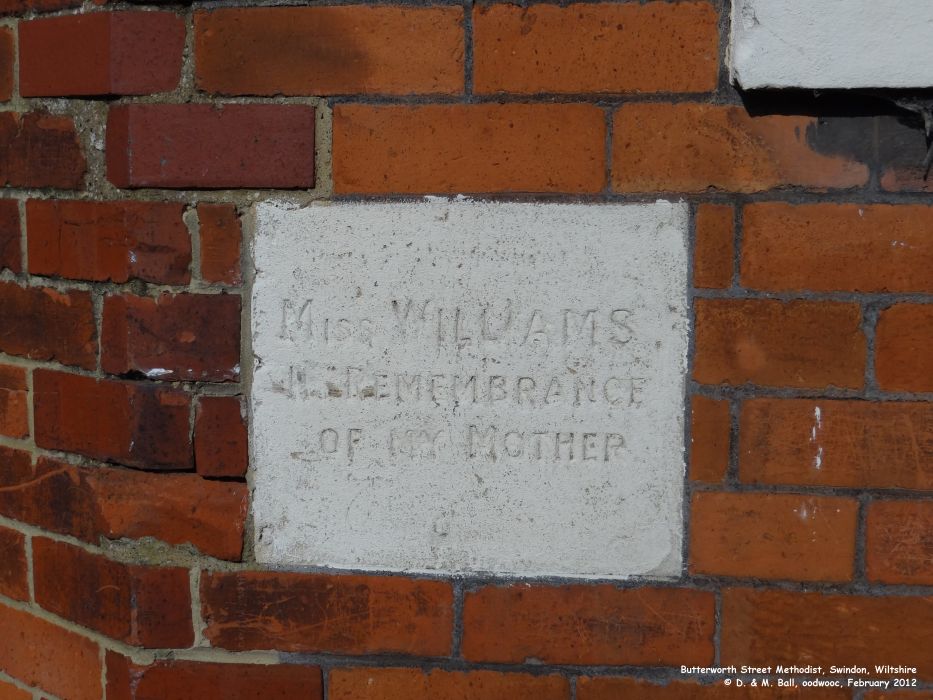 Miss WILLIAMS
IN REMEMBRANCE
OF MY MOTHER
Butterworth Street Methodist, Swindon, Wiltshire
© D. & M. Ball, oodwooc, February 2012